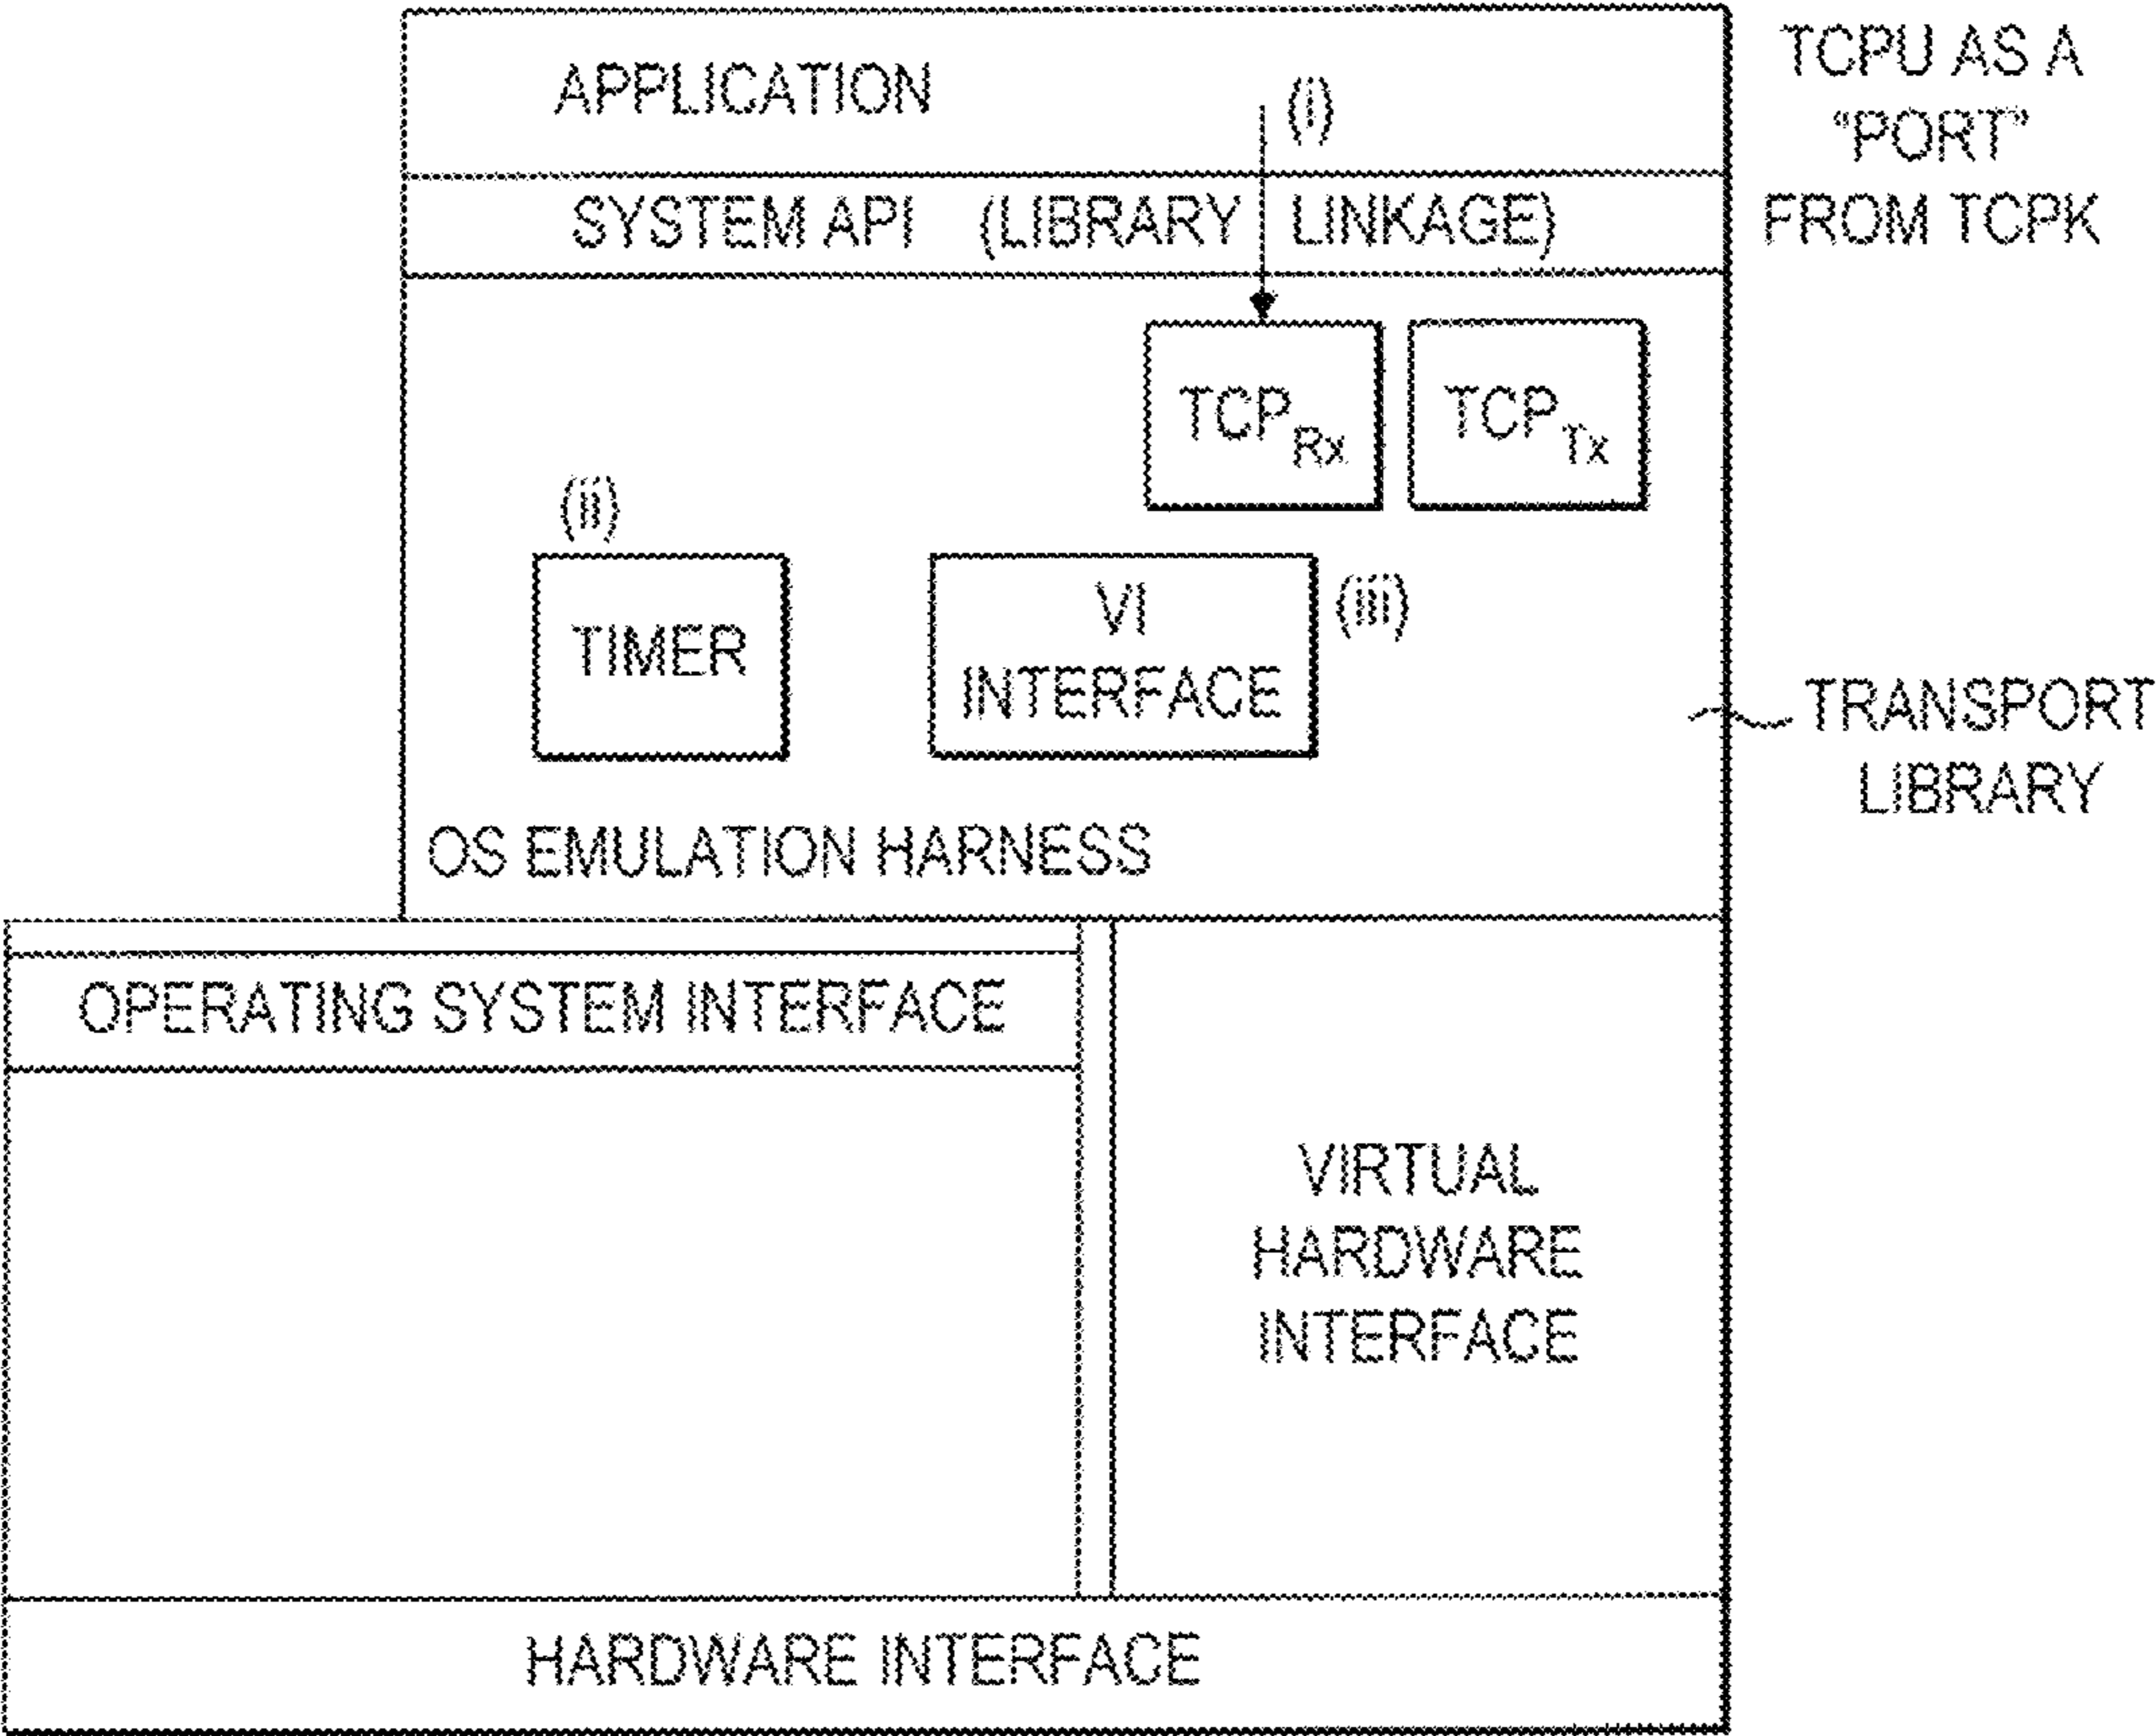 APPLICATION
(i)
TCPU AS A
“PORT”
FROM TCPK
SYSTEM API (LIBRARY LINKAGE)
TCPRx
TCPTx
(ii)
TIMER
VI
INTERFACE
(iii)
TRANSPORT
LIBRARY
OS EMULATION HARNESS
OPERATING SYSTEM INTERFACE
VIRTUAL
HARDWARE
INTERFACE
HARDWARE INTERFACE